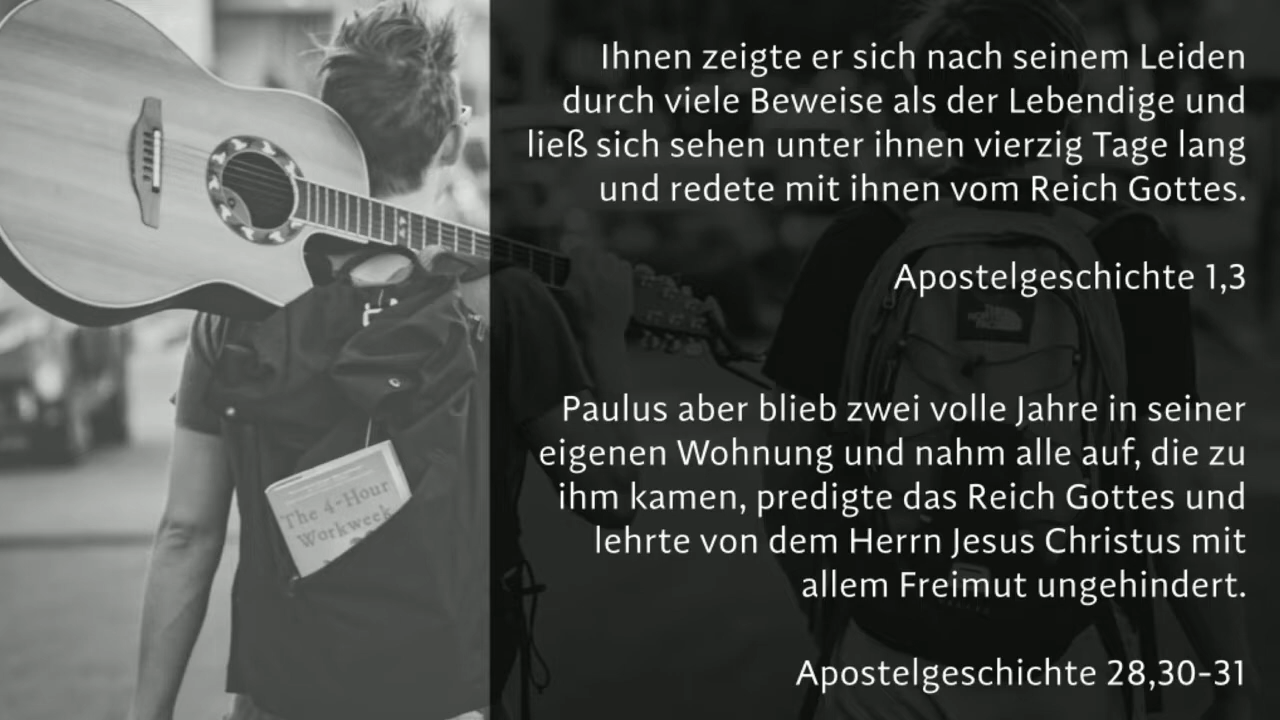 Ihnen zeigte er sich nach seinem Leiden
durch viele Beweise als der Lebendige und
ließ sich sehen unter ihnen vierzig Tage lang
und redete mit ihnen vom Reich Gottes.
Apostelgeschichte 1,3
Paulus aber blieb zwei volle Jahre in seiner
eigenen Wohnung und nahm alle auf, die zu
ihm kamen, predigte das Reich Gottes und
lehrte von dem Herrn Jesus Christus mit
allem Freimut ungehindert.
Apostelgeschichte 28,30-31
The 4-Hour
Workweek